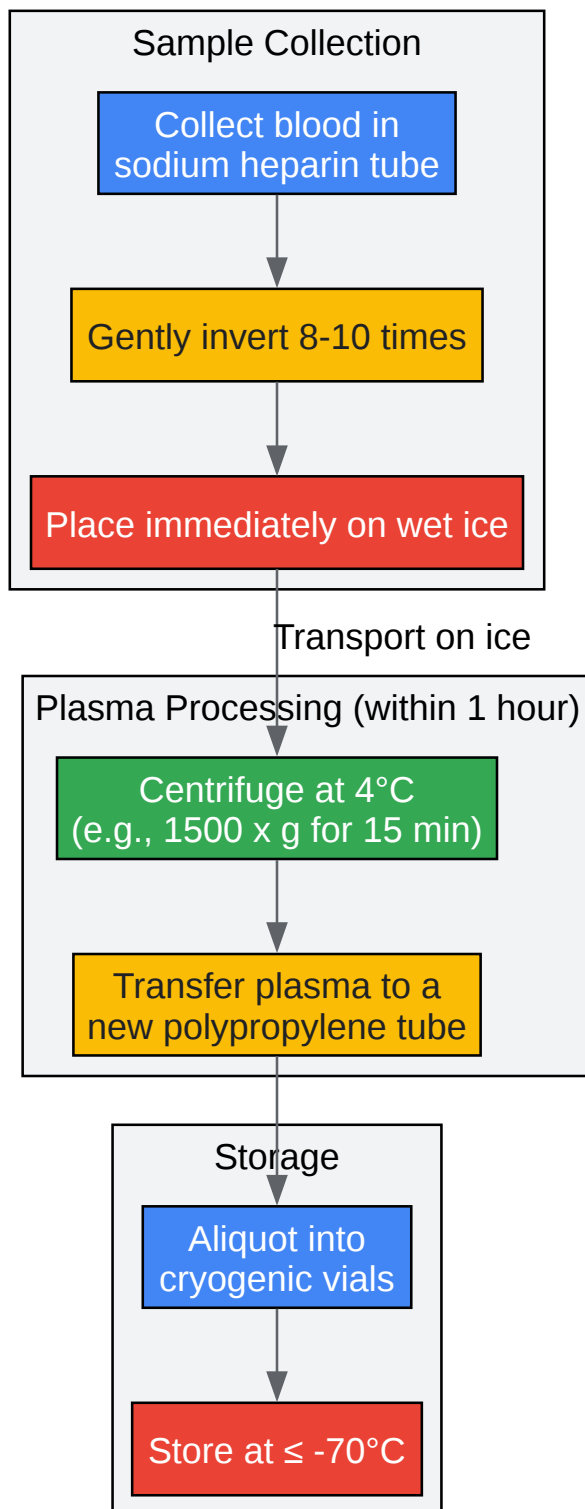 Sample Collection
Collect blood in
sodium heparin tube
Gently invert 8-10 times
Place immediately on wet ice
Transport on ice
Plasma Processing (within 1 hour)
Centrifuge at 4°C
(e.g., 1500 x g for 15 min)
Transfer plasma to a
new polypropylene tube
Storage
Aliquot into
cryogenic vials
Store at ≤ -70°C